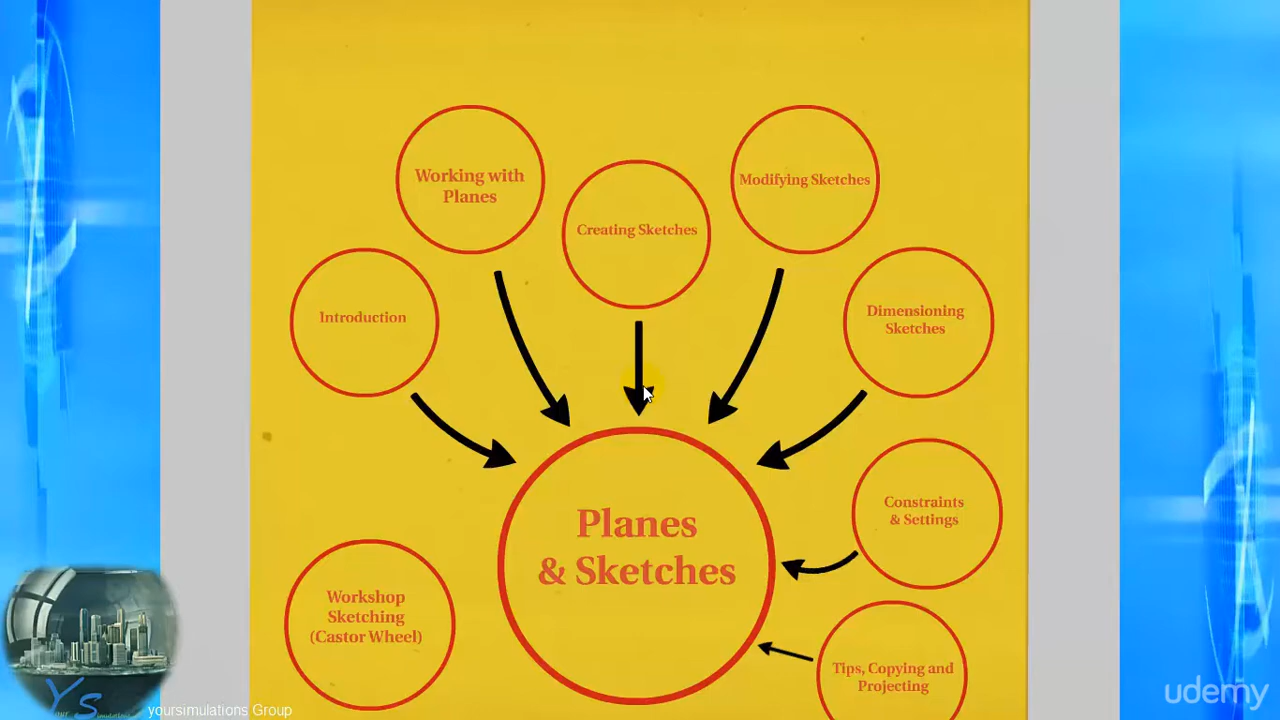 Working with
Planes
Creating Sketches
Modifying Sketches
Introduction
Dimensioning
Sketches
Planes
& Sketches
Constraints
& Settings
Workshop
Sketching
(Castor Wheel)
Tips, Copying and
Projecting
YS
yoursimulations Group
udemy